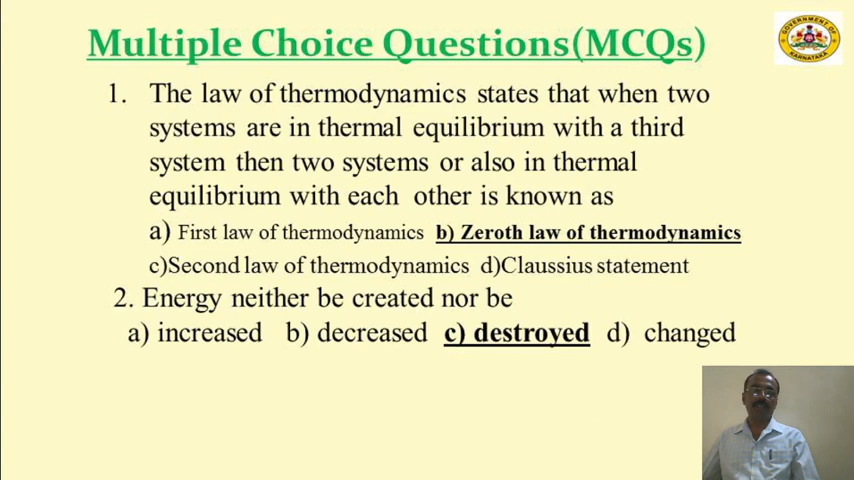 Multiple Choice Questions(MCQs)
GOVERNMENT OF
KARNATAKA
1. The law of thermodynamics states that when two
systems are in thermal equilibrium with a third
system then two systems or also in thermal
equilibrium with each other is known as
a) First law of thermodynamics b) Zeroth law of thermodynamics
c)Second law of thermodynamics d)Claussius statement
2. Energy neither be created nor be
a) increased b) decreased c) destroyed d) changed